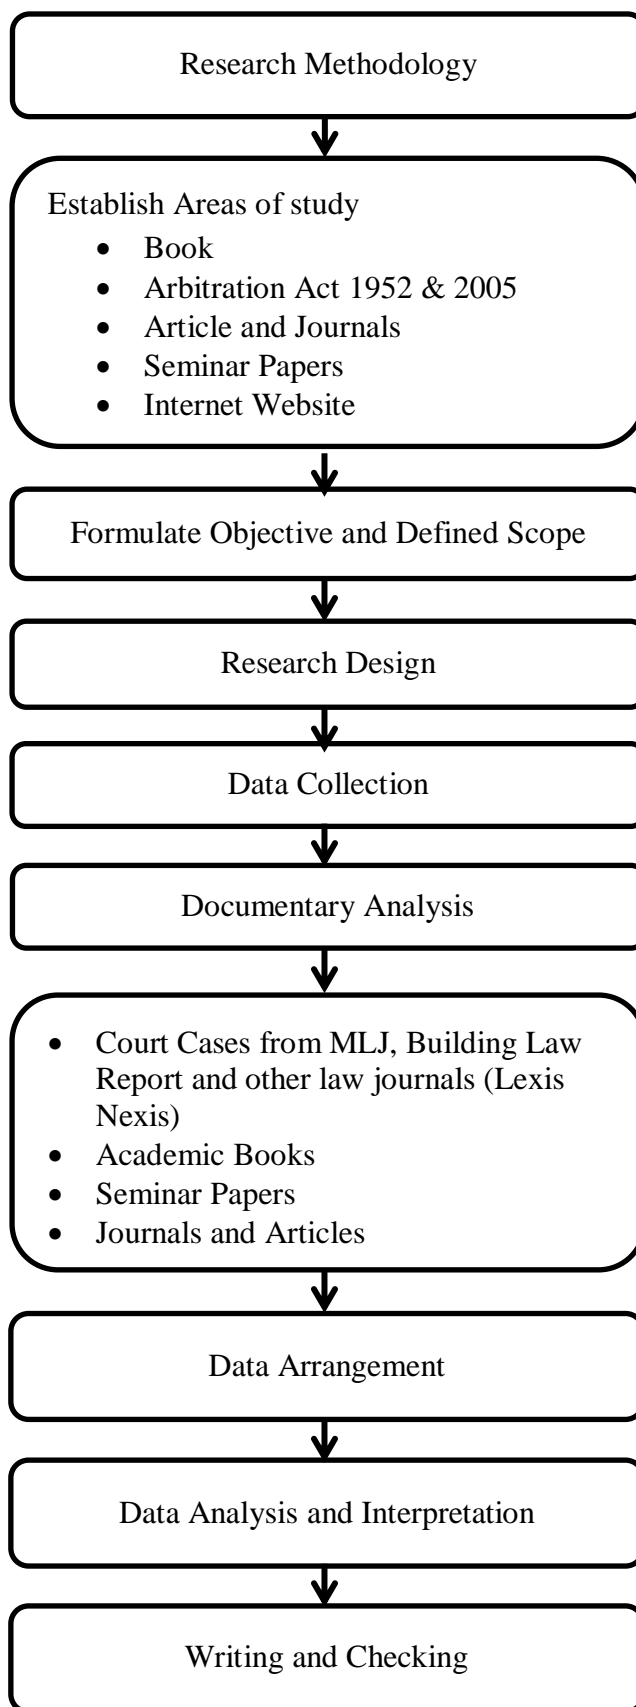 Research Methodology
Establish Areas of study
• Book
• Arbitration Act 1952 & 2005
• Article and Journals
• Seminar Papers
• Internet Website
Formulate Objective and Defined Scope
Research Design
Data Collection
Documentary Analysis
• Court Cases from MLJ, Building Law
Report and other law journals (Lexis
Nexis)
• Academic Books
• Seminar Papers
• Journals and Articles
Data Arrangement
Data Analysis and Interpretation
Writing and Checking